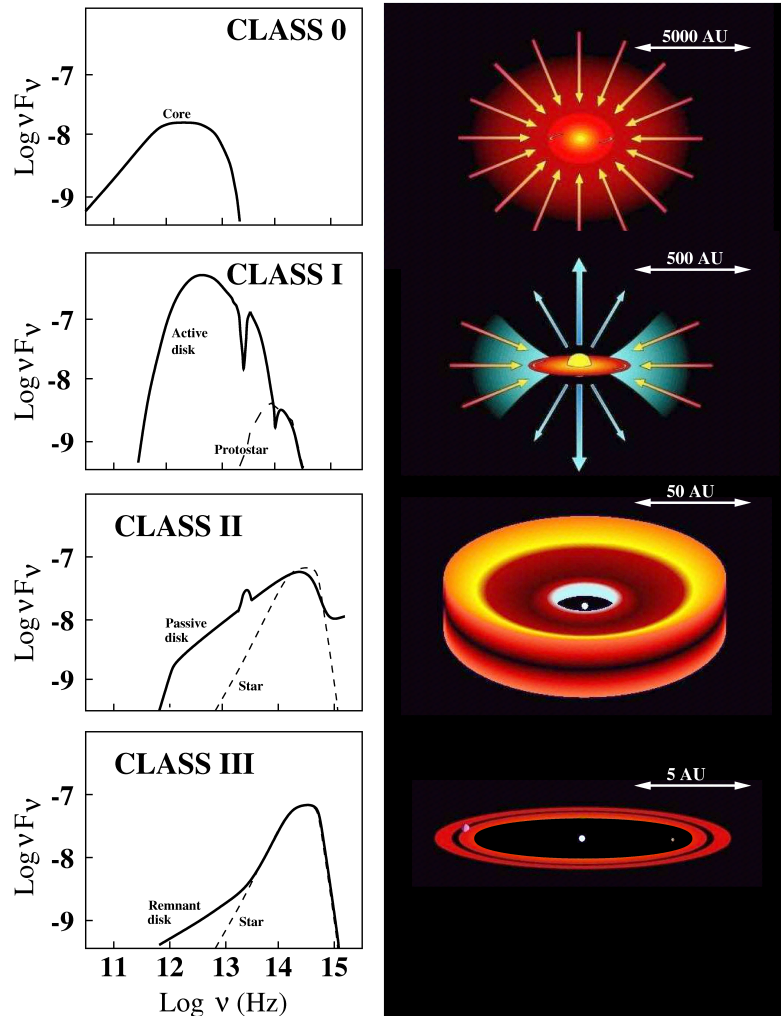 CLASS 0
Log νFν
-7
-8
-9
Core
5000 AU
CLASS I
Log νFν
-7
-8
-9
Active
disk
Protostar
500 AU
CLASS II
Log νFν
-7
-8
-9
Passive
disk
Star
50 AU
CLASS III
Log νFν
-7
-8
-9
Remnant
disk
Star
5 AU
11 12 13 14 15
Log ν (Hz)